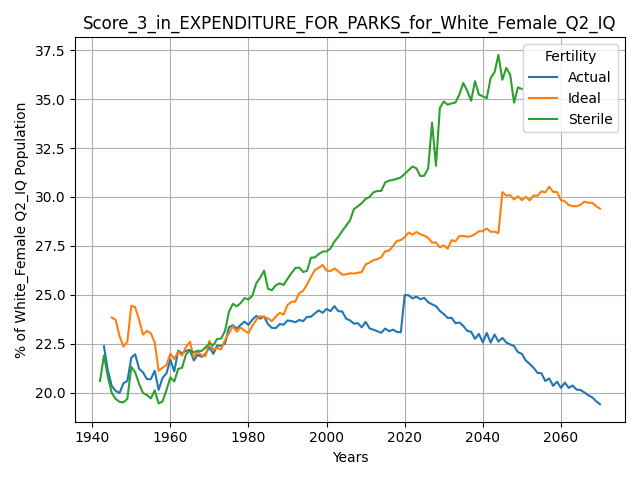 Score_3_in_EXPENDITURE_FOR_PARKS_for_White_Female_Q2_IQ
Fertility
Actual
Ideal
Sterile
% of White_Female Q2_IQ Population
37.5
35.0
32.5
30.0
27.5
25.0
22.5
20.0
1940
1960
1980
2000
2020
2040
2060
Years